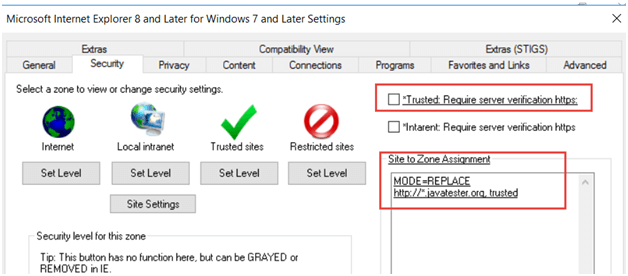 Microsoft Internet Explorer 8 and Later for Windows 7 and Later Settings
Extras
Compatibility View
Extras (STIGS)
General
Security
Privacy
Content
Connections
Programs
Favorites and Links
Advanced
Select a zone to view or change security settings.
Internet
Local intranet
Trusted sites
Restricted sites
Set Level
Set Level
Set Level
Set Level
Site Settings
Security level for this zone
Tip: This button has no function here, but can be GRAYED or
REMOVED in IE.
*Trusted: Require server verification https:
*Intarent: Require server verification https
Site to Zone Assignment
MODE=REPLACE
http://*.javatester.org, trusted